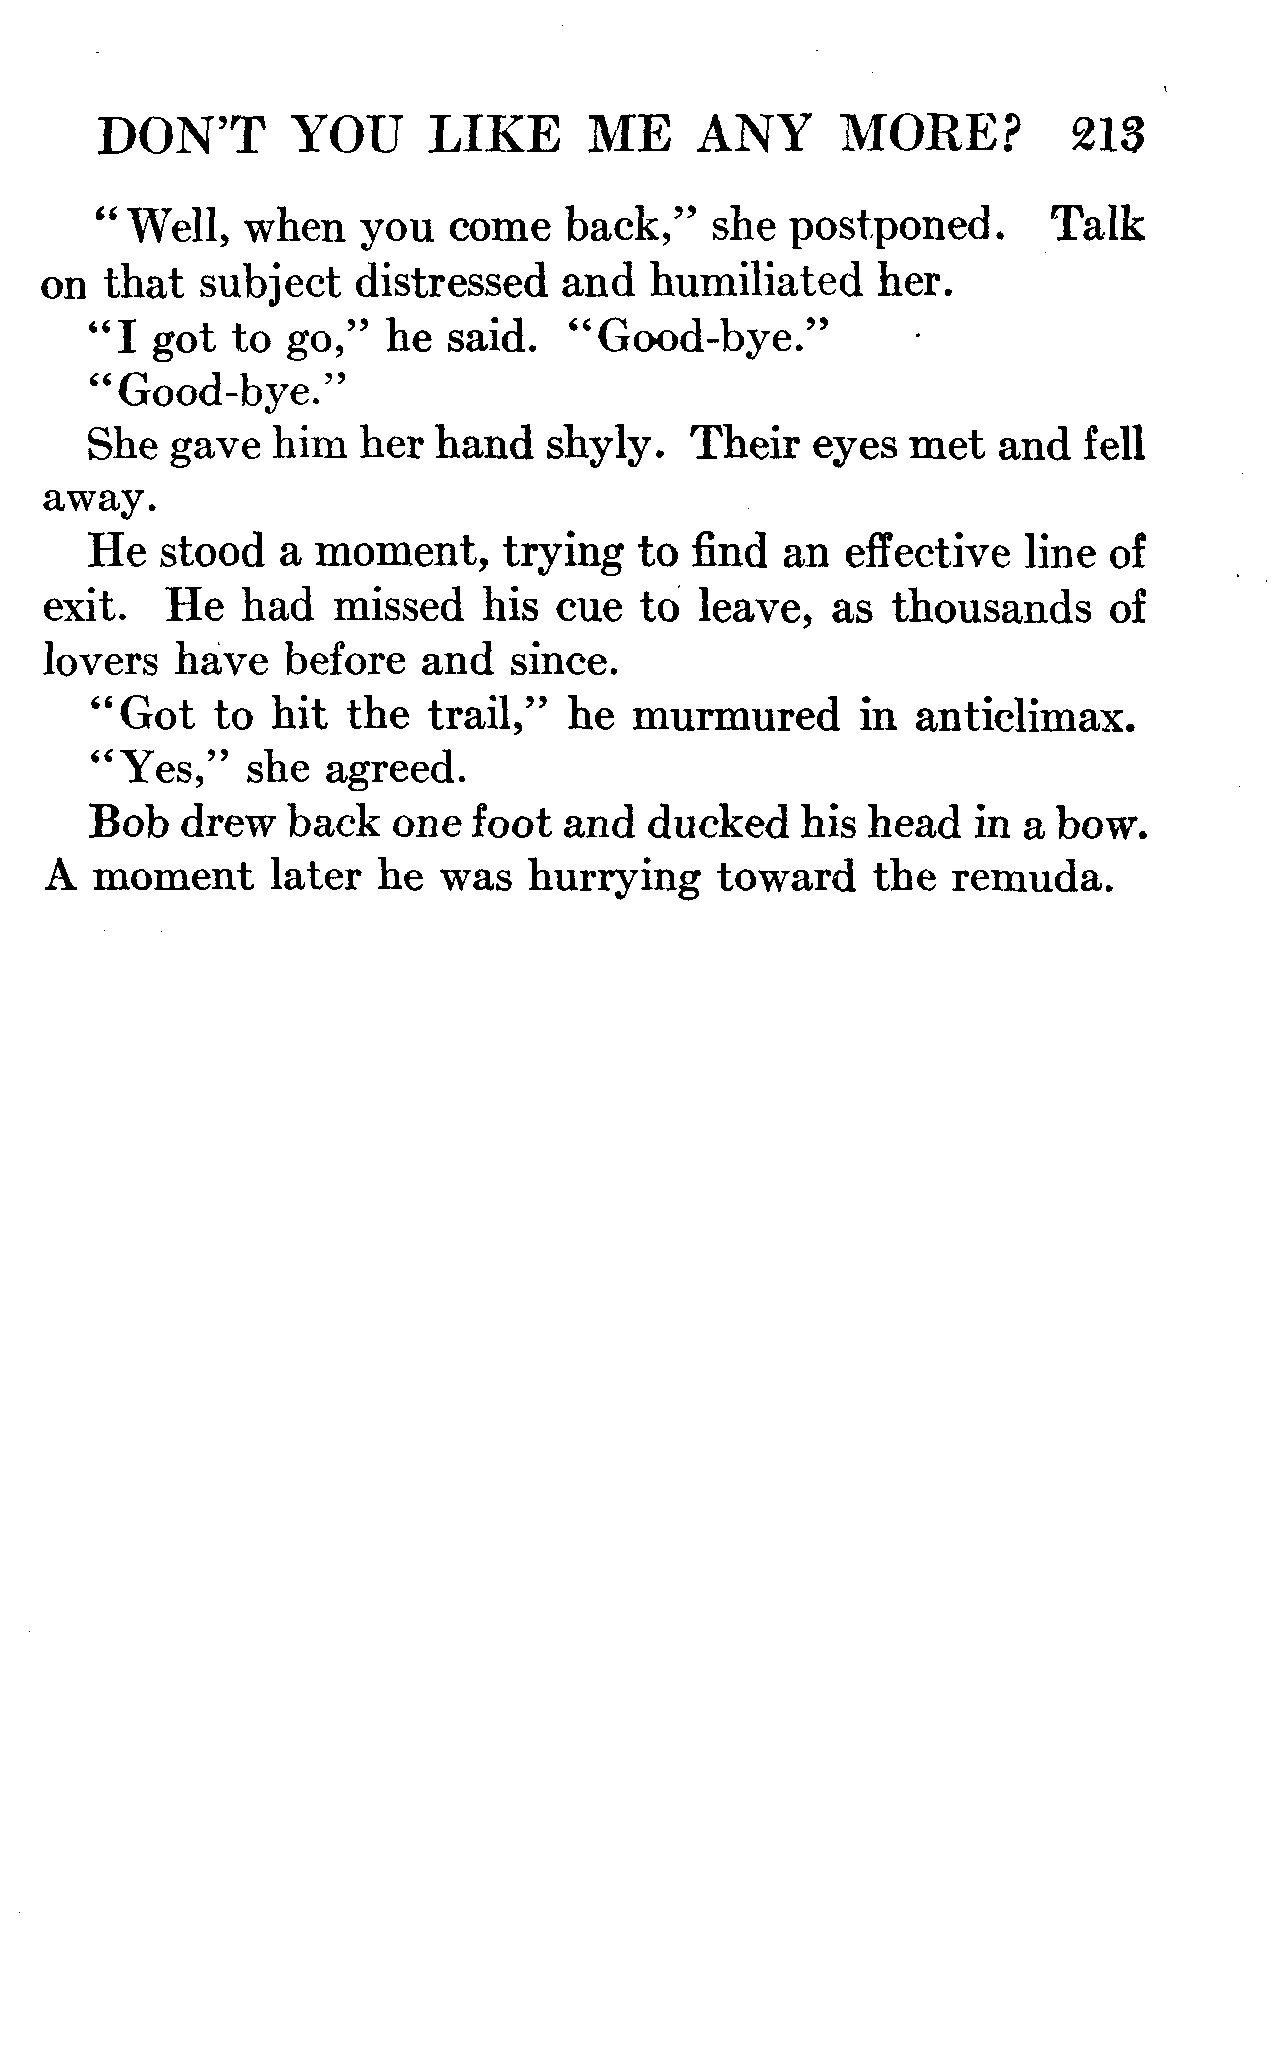 DON'T YOU LIKE ME ANY MORE? 213
“Well, when you come back,” she postponed. Talk
on that subject distressed and humiliated her.
“I got to go,” he said. “Good-bye.”
“Good-bye.”
She gave him her hand shyly. Their eyes met and fell
away.
He stood a moment, trying to find an effective line of
exit. He had missed his cue to leave, as thousands of
lovers have before and since.
“Got to hit the trail,” he murmured in anticlimax.
“Yes,” she agreed.
Bob drew back one foot and ducked his head in a bow.
A moment later he was hurrying toward the remuda.